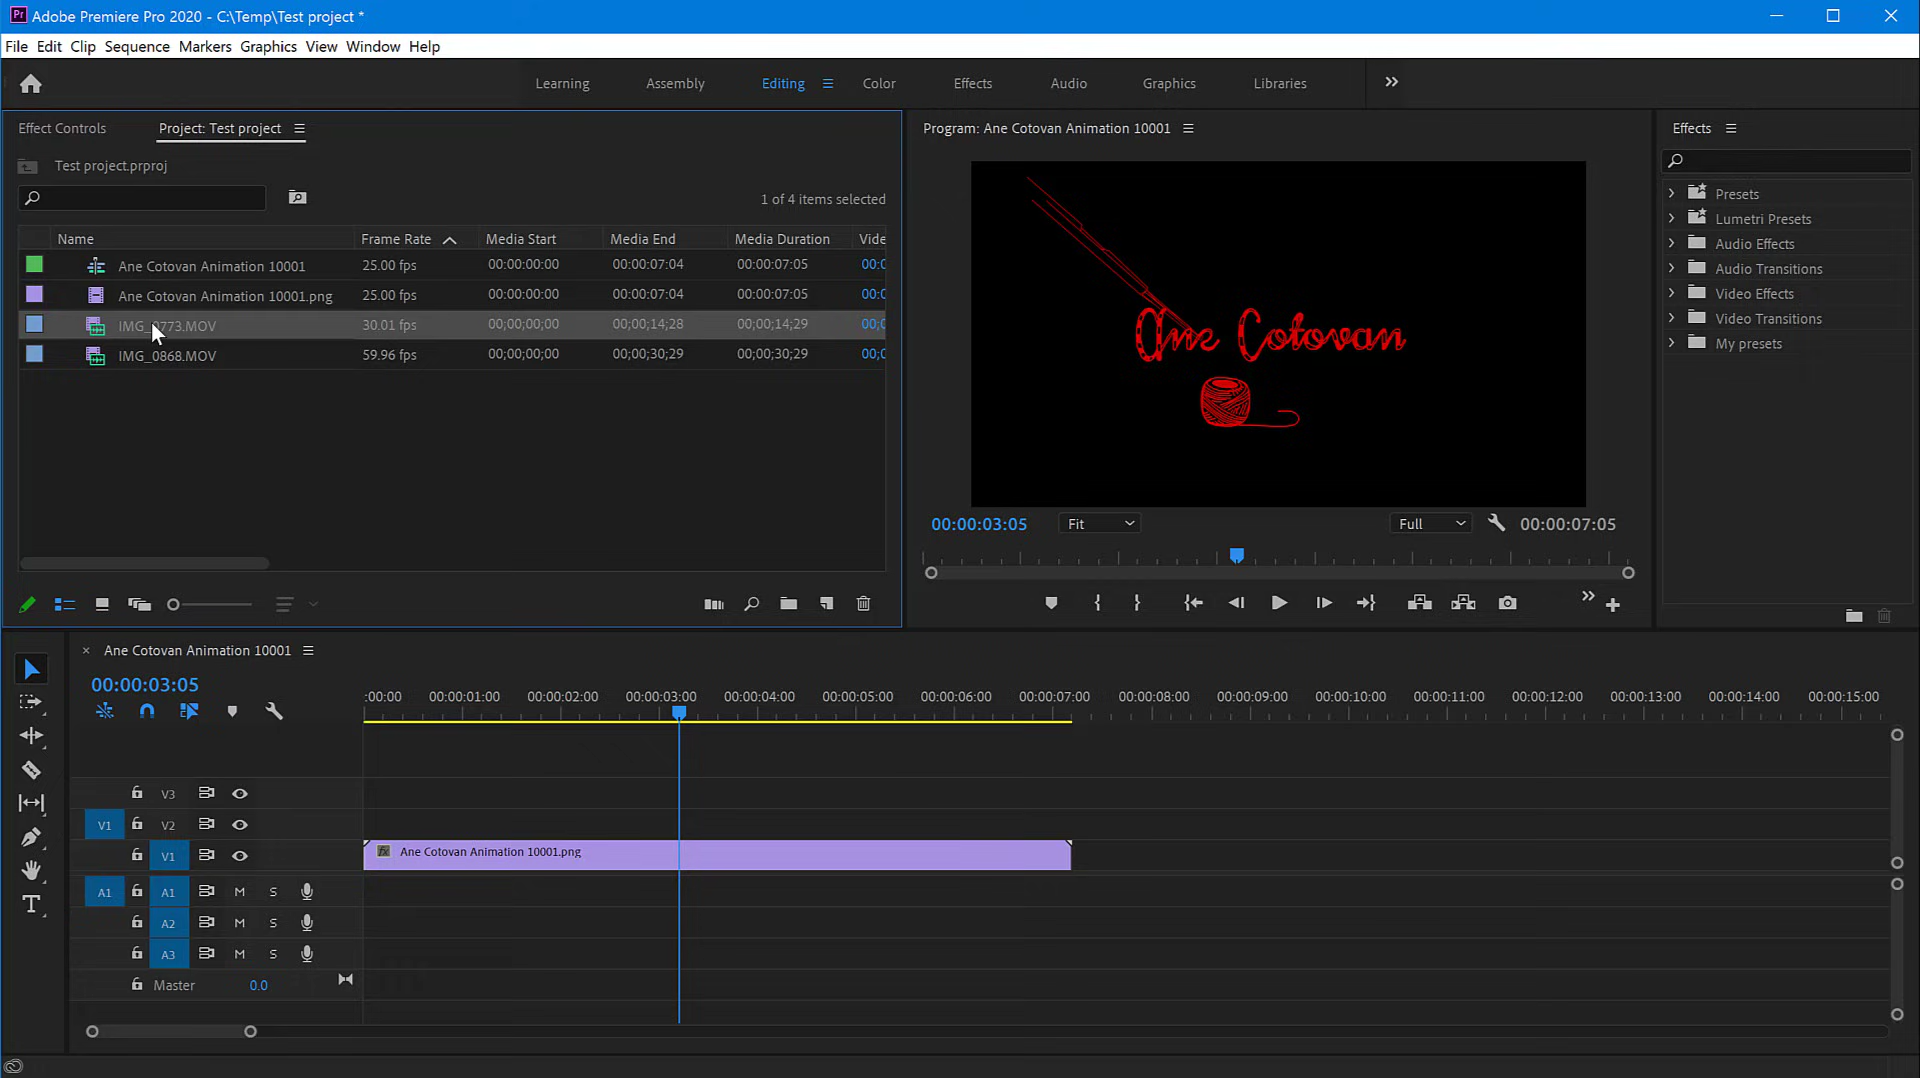 Pr Adobe Premiere Pro 2020 - C:\Temp\Test project *
File Edit Clip Sequence Markers Graphics View Window Help
Learning Assembly Editing Color Effects Audio Graphics Libraries
Effect Controls Project: Test project
Test project.prproj
1 of 4 items selected
Name Frame Rate Media Start Media End Media Duration Vide
Ane Cotovan Animation 10001 25.00 fps 00:00:00:00 00:00:07:04 00:00:07:05 00:0
Ane Cotovan Animation 10001.png 25.00 fps 00:00:00:00 00:00:07:04 00:00:07:05 00:0
IMG_0773.MOV 30.01 fps 00;00;00;00 00;00;14;28 00;00;14;29 00;0
IMG_0868.MOV 59.96 fps 00;00;00;00 00;00;30;29 00;00;30;29 00;0
Program: Ane Cotovan Animation 10001
Ane Cotovan
00:00:03:05 Fit Full 00:00:07:05
Effects
Presets
Lumetri Presets
Audio Effects
Audio Transitions
Video Effects
Video Transitions
My presets
Ane Cotovan Animation 10001
00:00:03:05
:00:00 00:00:01:00 00:00:02:00 00:00:03:00 00:00:04:00 00:00:05:00 00:00:06:00 00:00:07:00 00:00:08:00 00:00:09:00 00:00:10:00 00:00:11:00 00:00:12:00 00:00:13:00 00:00:14:00 00:00:15:00
V3
V1 V2
V1 fx Ane Cotovan Animation 10001.png
A1 A1 M S
A2 M S
A3 M S
Master 0.0